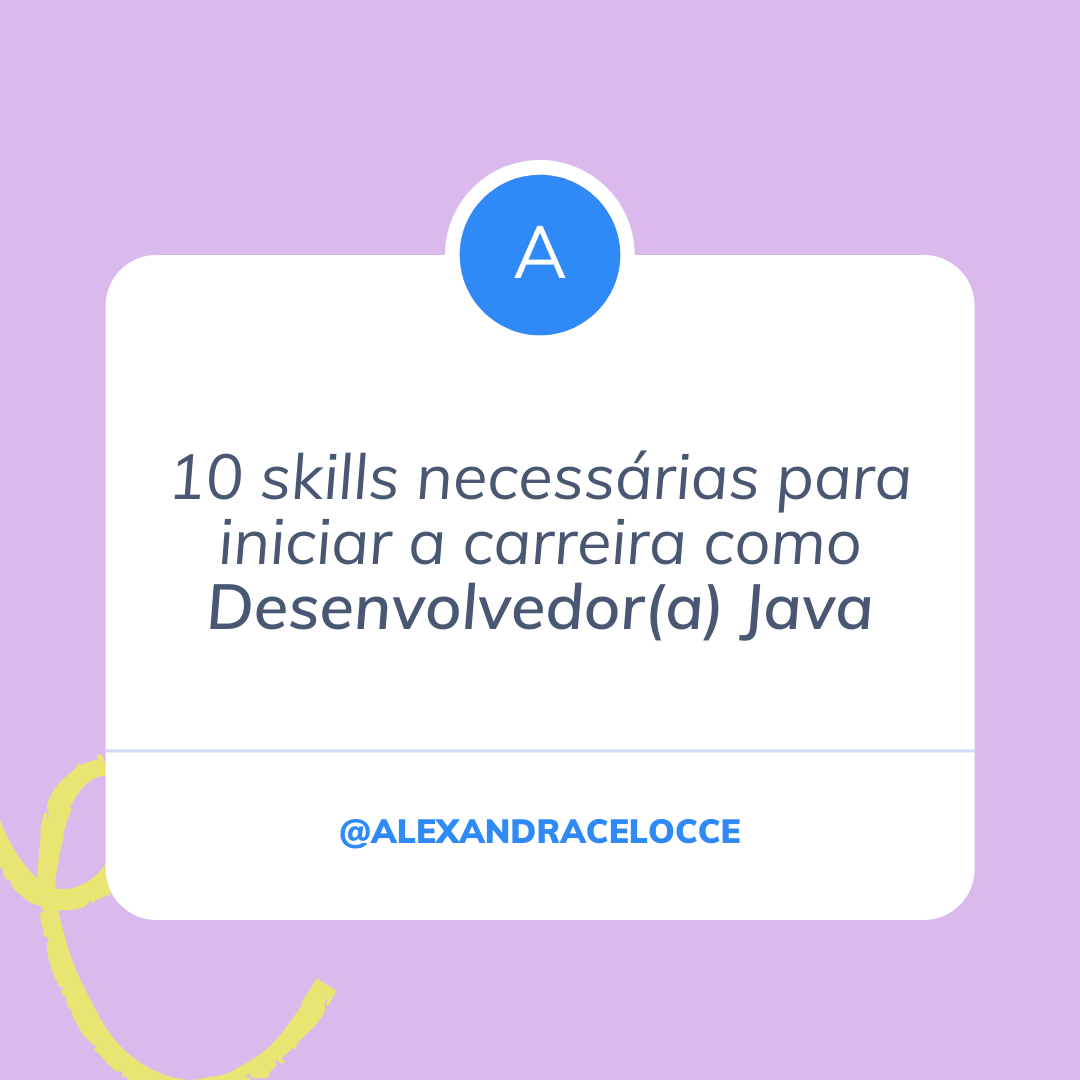 A
10 skills necessárias para
iniciar a carreira como
Desenvolvedor(a) Java
@ALEXANDRACELOCCE